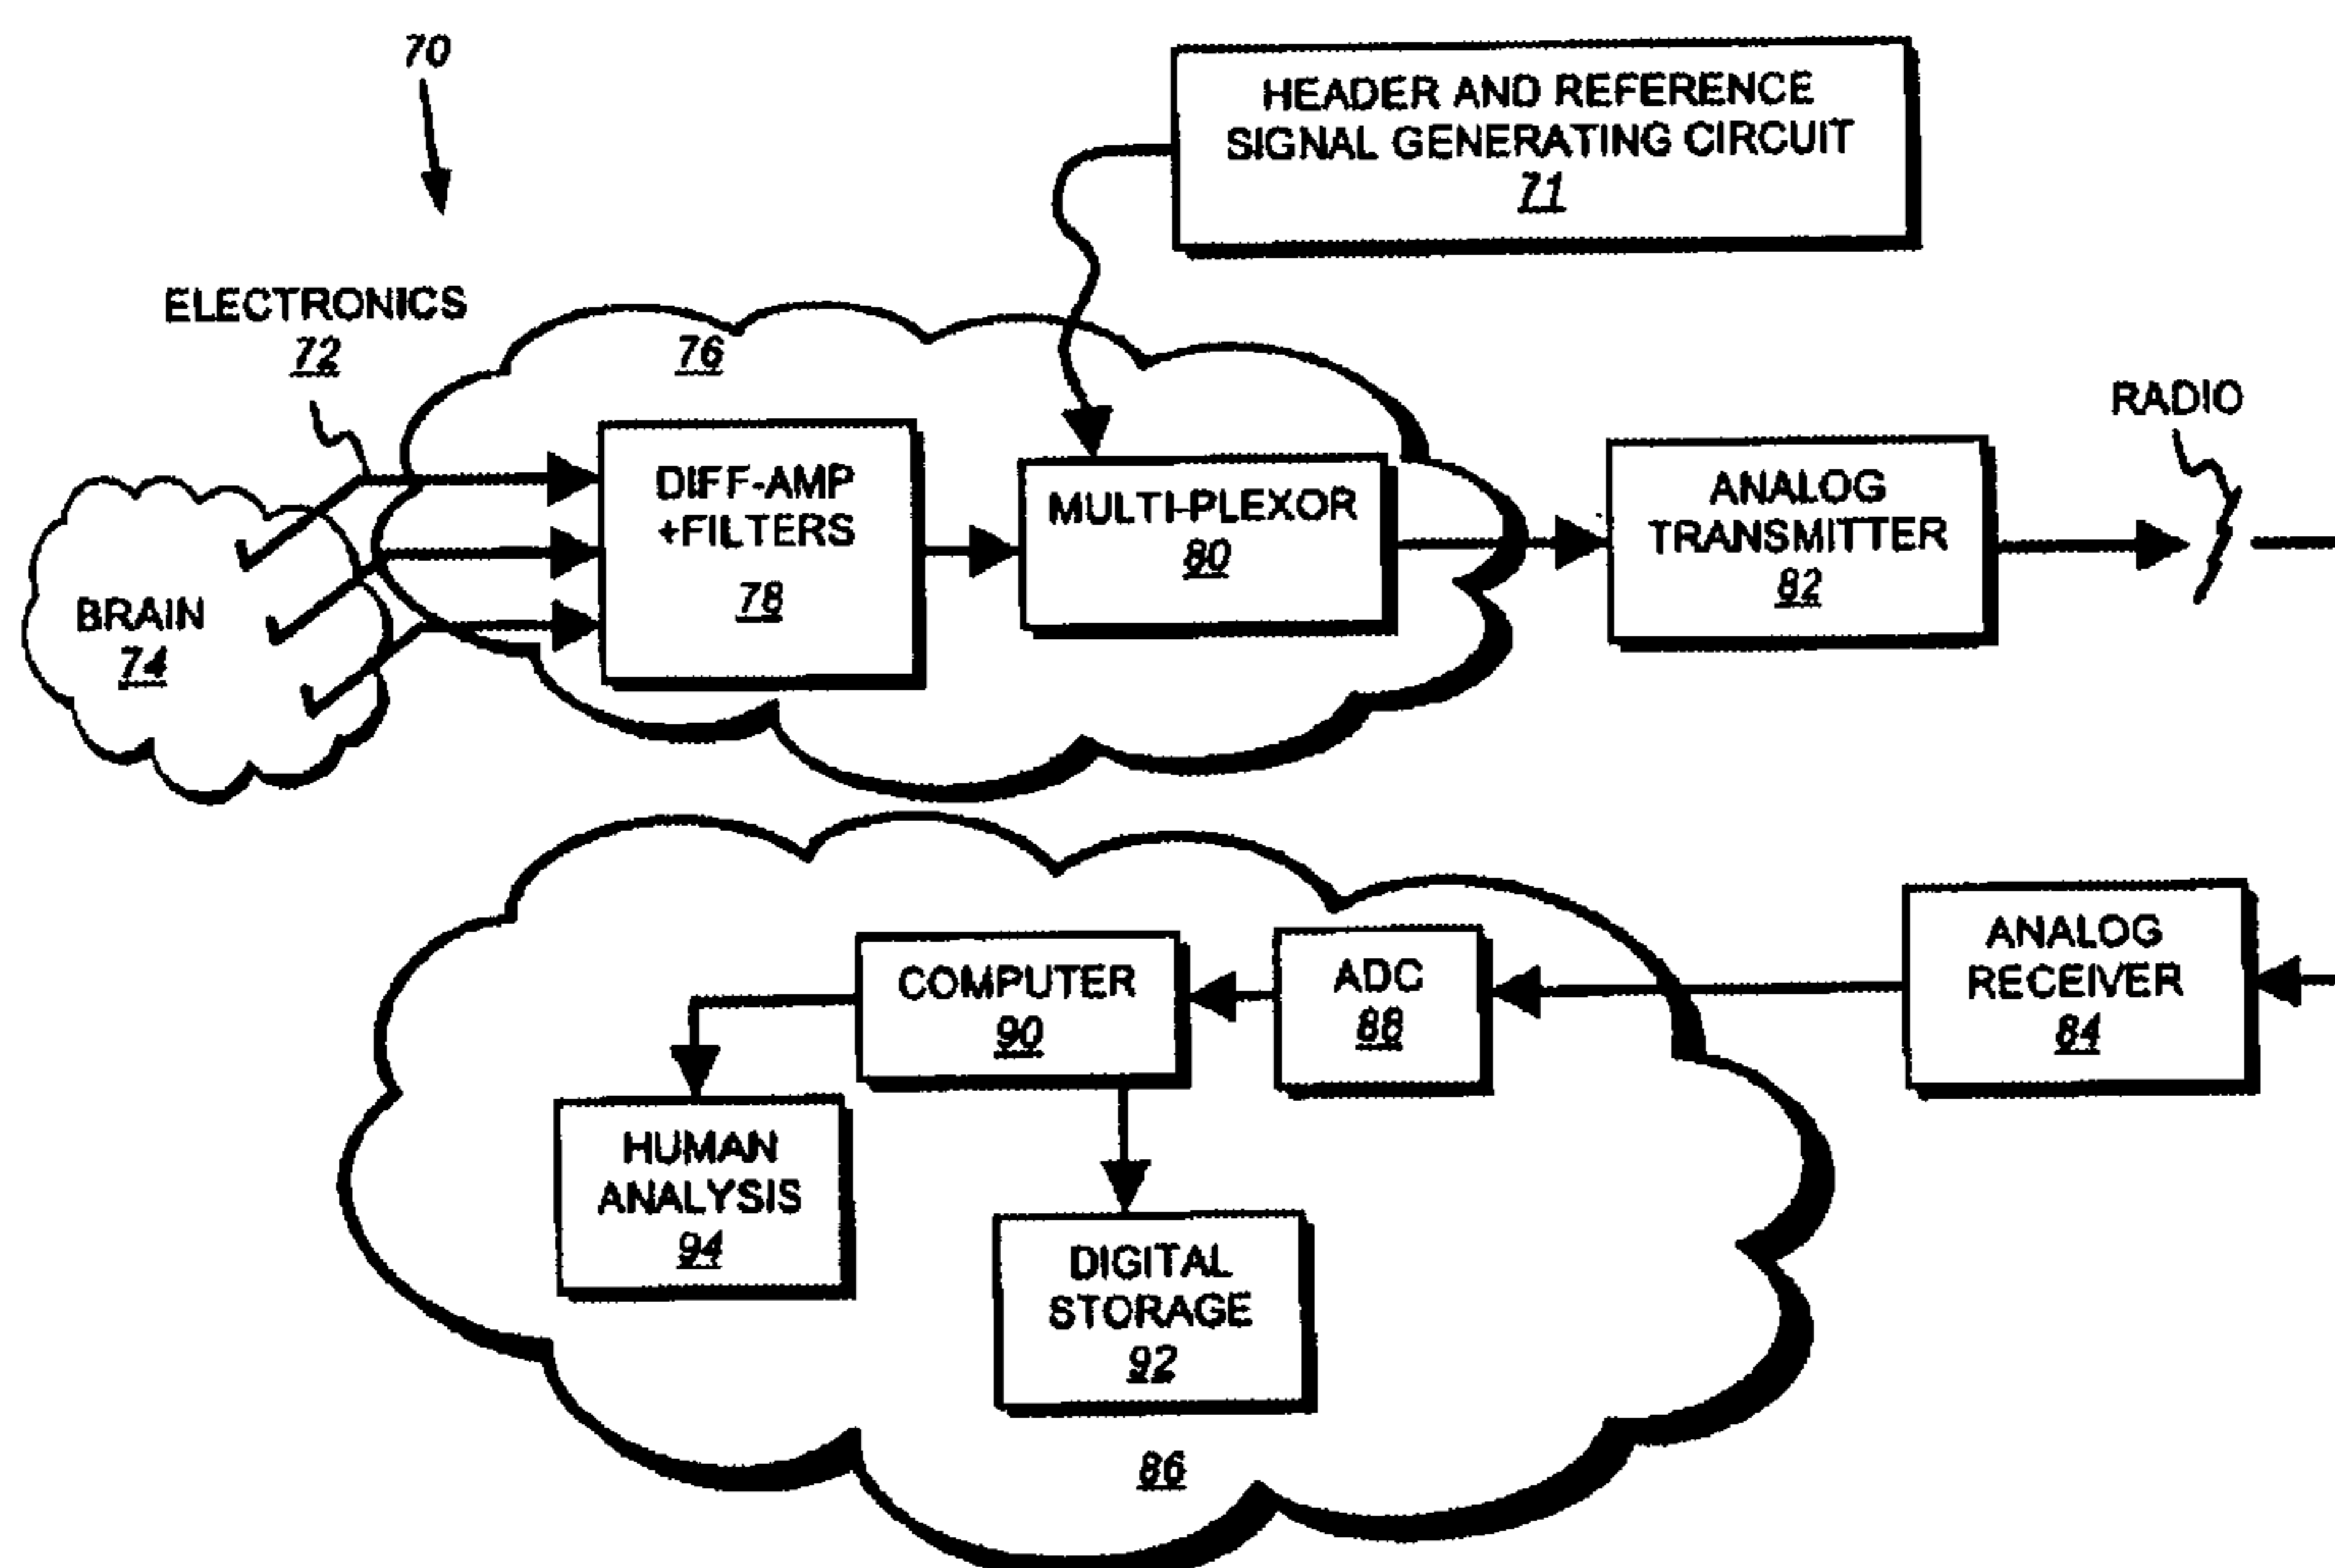 70
HEADER AND REFERENCE
SIGNAL GENERATING CIRCUIT
71
ELECTRONICS
72
76
RADIO
DIFF-AMP
+FILTERS
78
MULTI-PLEXOR
80
ANALOG
TRANSMITTER
82
BRAIN
74
COMPUTER
90
ADC
88
ANALOG
RECEIVER
84
HUMAN
ANALYSIS
94
DIGITAL
STORAGE
92
86